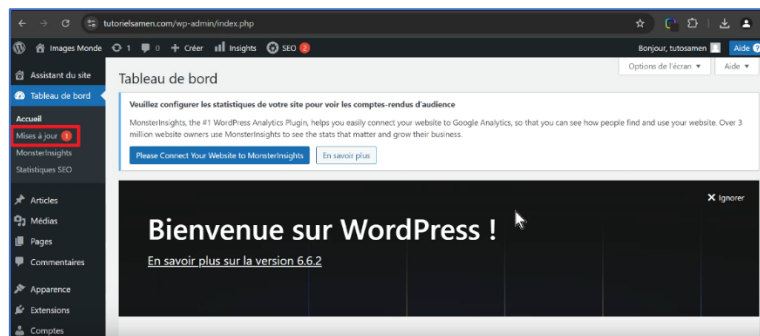 tutorielsamen.com/wp-admin/index.php
Images Monde 1 0 Créer Insights SEO 2 Bonjour, tutosamen Aide
Options de l'écran Aide
Assistant du site
Tableau de bord
Tableau de bord
Accueil
Mises à jour 1
MonsterInsights
Statistiques SEO
Articles
Médias
Pages
Commentaires
Apparence
Extensions
Comptes
Veuillez configurer les statistiques de votre site pour voir les comptes-rendus d'audience
MonsterInsights, the #1 WordPress Analytics Plugin, helps you easily connect your website to Google Analytics, so that you can see how people find and use your website. Over 3
million website owners use MonsterInsights to see the stats that matter and grow their business.
Please Connect Your Website to MonsterInsights En savoir plus
Ignorer
Bienvenue sur WordPress !
En savoir plus sur la version 6.6.2